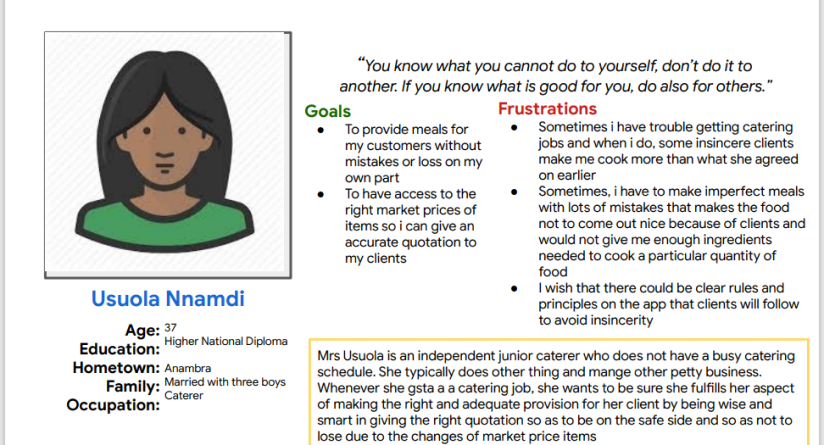 “You know what you cannot do to yourself, don’t do it to
another. If you know what is good for you, do also for others.”
Goals
● To provide meals for
my customers without
mistakes or loss on my
own part
● To have access to the
right market prices of
items so i can give an
accurate quotation to
my clients
Frustrations
● Sometimes i have trouble getting catering
jobs and when i do, some insincere clients
make me cook more than what she agreed
on earlier
● Sometimes, i have to make imperfect meals
with lots of mistakes that makes the food
not to come out nice because of clients and
would not give me enough ingredients
needed to cook a particular quantity of
food
● I wish that there could be clear rules and
principles on the app that clients will follow
to avoid insincerity
Usuola Nnamdi
Age: 37
Education: Higher National Diploma
Hometown: Anambra
Family: Married with three boys
Occupation: Caterer
Mrs Usuola is an independent junior caterer who does not have a busy catering
schedule. She typically does other thing and mange other petty business.
Whenever she gsta a a catering job, she wants to be sure she fulfills her aspect
of making the right and adequate provision for her client by being wise and
smart in giving the right quotation so as to be on the safe side and so as not to
lose due to the changes of market price items